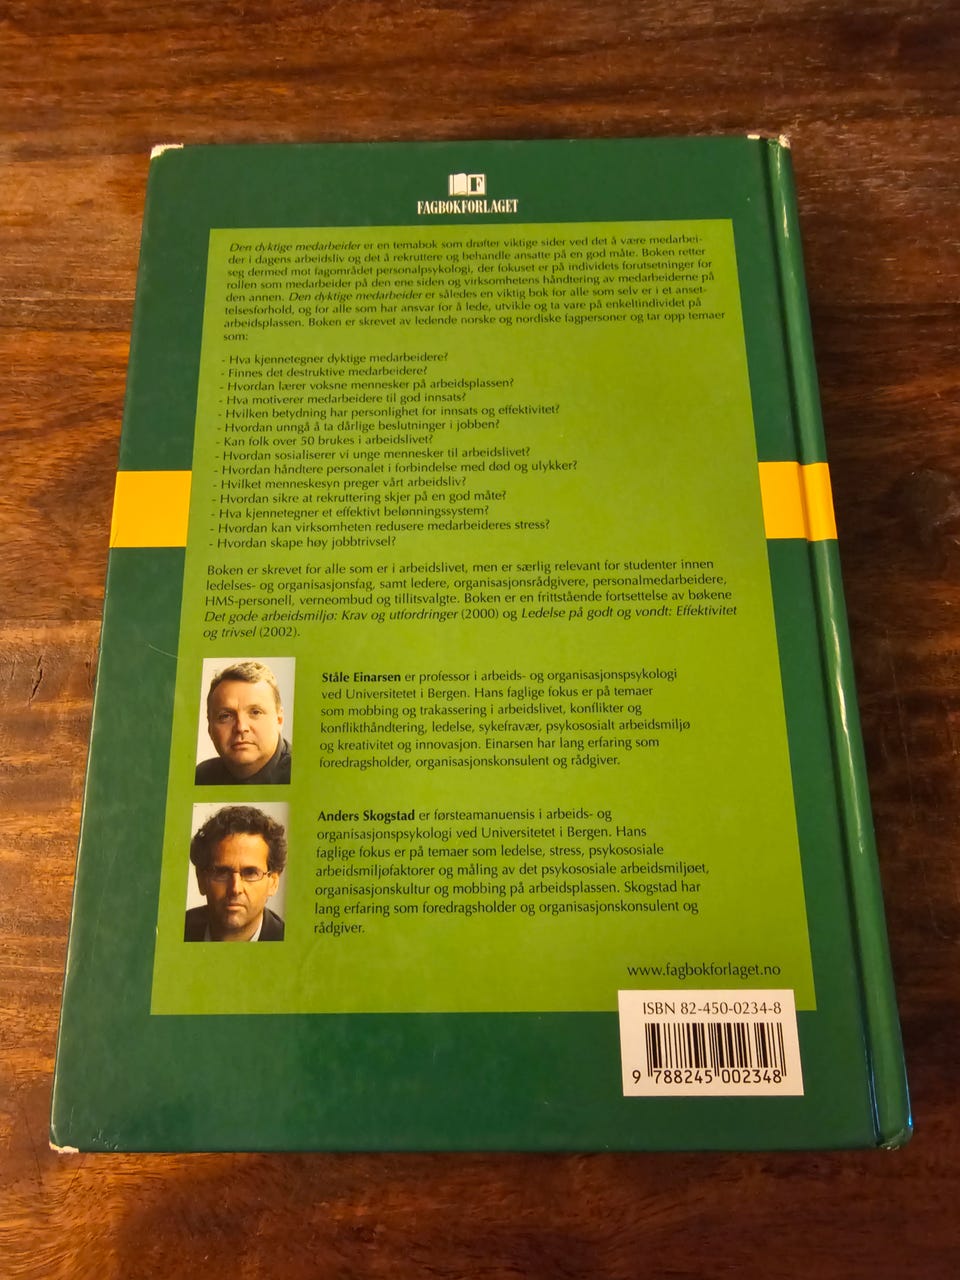 F
FAGBOKFORLAGET
Den dyktige medarbeider er en temabok som drøfter viktige sider ved det å være medarbei-
der i dagens arbeidsliv og det å rekruttere og behandle ansatte på en god måte. Boken retter
seg dermed mot fagområdet personalpsykologi, der fokuset er på individets forutsetninger for
rollen som medarbeider på den ene siden og virksomhetens håndtering av medarbeiderne på
den annen. Den dyktige medarbeider er således en viktig bok for alle som selv er i et anset-
telsesforhold, og for alle som har ansvar for å lede, utvikle og ta vare på enkeltindividet på
arbeidsplassen. Boken er skrevet av ledende norske og nordiske fagpersoner og tar opp temaer
som:
- Hva kjennetegner dyktige medarbeidere?
- Finnes det destruktive medarbeidere?
- Hvordan lærer voksne mennesker på arbeidsplassen?
- Hva motiverer medarbeidere til god innsats?
- Hvilken betydning har personlighet for innsats og effektivitet?
- Hvordan unngå å ta dårlige beslutninger i jobben?
- Kan folk over 50 brukes i arbeidslivet?
- Hvordan sosialiserer vi unge mennesker til arbeidslivet?
- Hvordan håndtere personalet i forbindelse med død og ulykker?
- Hvilket menneskesyn preger vårt arbeidsliv?
- Hvordan sikre at rekruttering skjer på en god måte?
- Hva kjennetegner et effektivt belønningssystem?
- Hvordan kan virksomheten redusere medarbeideres stress?
- Hvordan skape høy jobbtrivsel?
Boken er skrevet for alle som er i arbeidslivet, men er særlig relevant for studenter innen
ledelses- og organisasjonsfag, samt ledere, organisasjonsrådgivere, personalmedarbeidere,
HMS-personell, verneombud og tillitsvalgte. Boken er en frittstående fortsettelse av bøkene
Det gode arbeidsmiljø: Krav og utfordringer (2000) og Ledelse på godt og vondt: Effektivitet
og trivsel (2002).
Ståle Einarsen er professor i arbeids- og organisasjonspsykologi
ved Universitetet i Bergen. Hans faglige fokus er på temaer
som mobbing og trakassering i arbeidslivet, konflikter og
konflikthåndtering, ledelse, sykefravær, psykososialt arbeidsmiljø
og kreativitet og innovasjon. Einarsen har lang erfaring som
foredragsholder, organisasjonskonsulent og rådgiver.
Anders Skogstad er førsteamanuensis i arbeids- og
organisasjonspsykologi ved Universitetet i Bergen. Hans
faglige fokus er på temaer som ledelse, stress, psykososiale
arbeidsmiljøfaktorer og måling av det psykososiale arbeidsmiljøet,
organisasjonskultur og mobbing på arbeidsplassen. Skogstad har
lang erfaring som foredragsholder og organisasjonskonsulent og
rådgiver.
www.fagbokforlaget.no
ISBN 82-450-0234-8
9 788245 002348